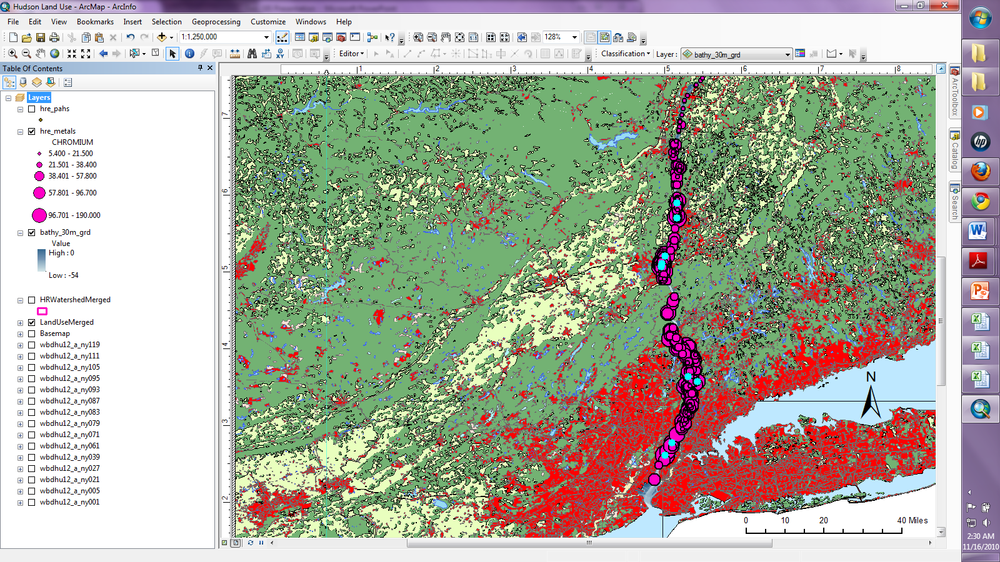 Hudson Land Use - ArcMap - ArcInfo
File Edit View Bookmarks Insert Selection Geoprocessing Customize Windows Help
1:1,250,000 128%
Editor Classification Layer : bathy_30m_grd
Table Of Contents
Layers
hre_pahs
hre_metals
CHROMIUM
5.400 - 21.500
21.501 - 38.400
38.401 - 57.800
57.801 - 96.700
96.701 - 190.000
bathy_30m_grd
Value
High : 0
Low : -54
HRWatershedMerged
LandUseMerged
Basemap
wbdhu12_a_ny119
wbdhu12_a_ny111
wbdhu12_a_ny105
wbdhu12_a_ny095
wbdhu12_a_ny093
wbdhu12_a_ny087
wbdhu12_a_ny083
wbdhu12_a_ny079
wbdhu12_a_ny071
wbdhu12_a_ny061
wbdhu12_a_ny039
wbdhu12_a_ny027
wbdhu12_a_ny021
wbdhu12_a_ny005
wbdhu12_a_ny001
1 2 3 4 5 6 7 8
7
6
5
4
3
2
N
0 10 20 40 Miles
ArcToolbox
Catalog
Search
2:30 AM
11/16/2010